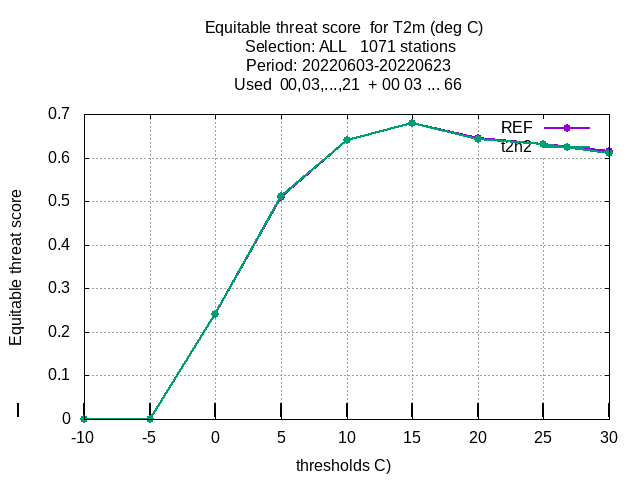 Equitable threat score  for T2m (deg C)
Selection: ALL   1071 stations
Period: 20220603-20220623
Used  00,03,...,21  + 00 03 ... 66
REF
t2n2
Equitable threat score
0.7
0.6
0.5
0.4
0.3
0.2
0.1
0
-10 -5 0 5 10 15 20 25 30
thresholds C)